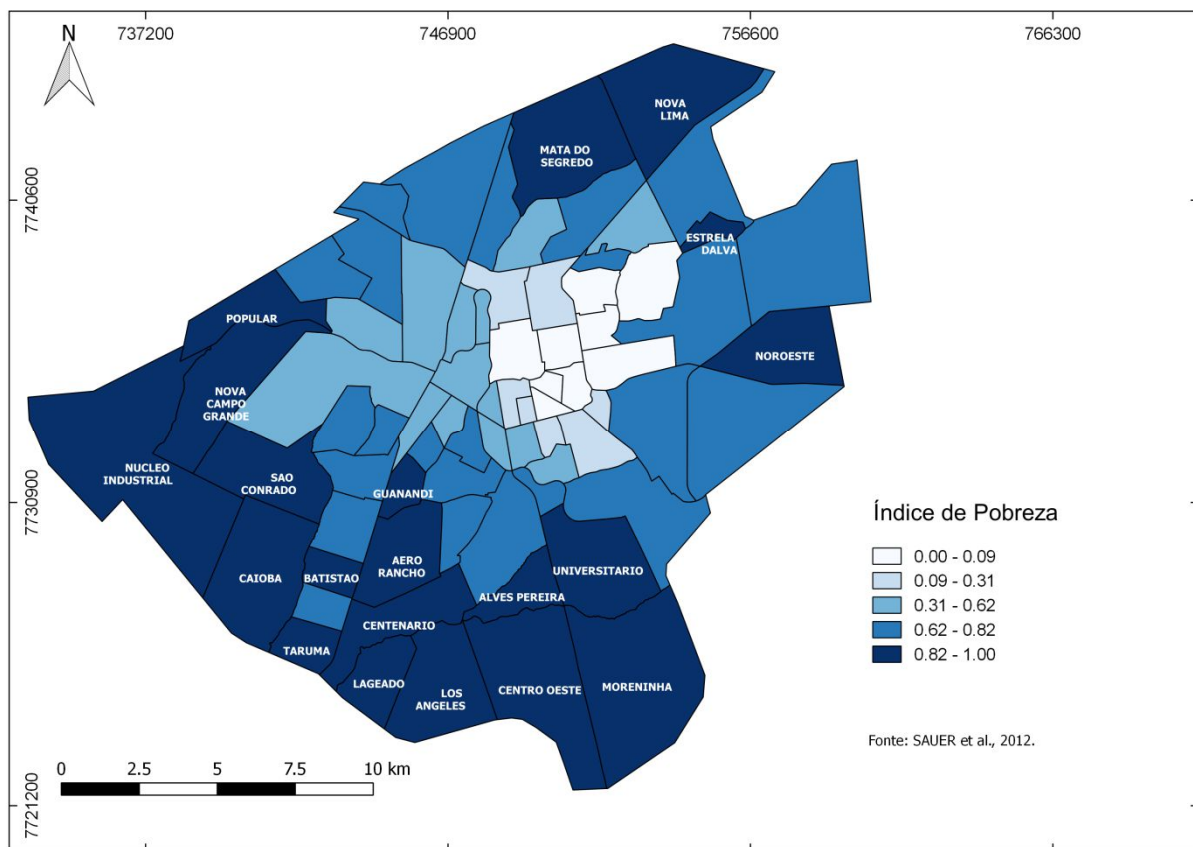 737200
746900
756600
766300
N
7740600
7730900
7721200
NOVA
LIMA
MATA DO
SEGREDO
ESTRELA
DALVA
POPULAR
NOROESTE
NOVA
CAMPO
GRANDE
NUCLEO
INDUSTRIAL
SAO
CONRADO
GUANANDI
AERO
RANCHO
UNIVERSITARIO
CAIOBA
BATISTAO
ALVES PEREIRA
CENTENARIO
TARUMA
LAGEADO
LOS
ANGELES
CENTRO OESTE
MORENINHA
Índice de Pobreza
0.00 - 0.09
0.09 - 0.31
0.31 - 0.62
0.62 - 0.82
0.82 - 1.00
Fonte: SAUER et al., 2012.
0 2.5 5 7.5 10 km